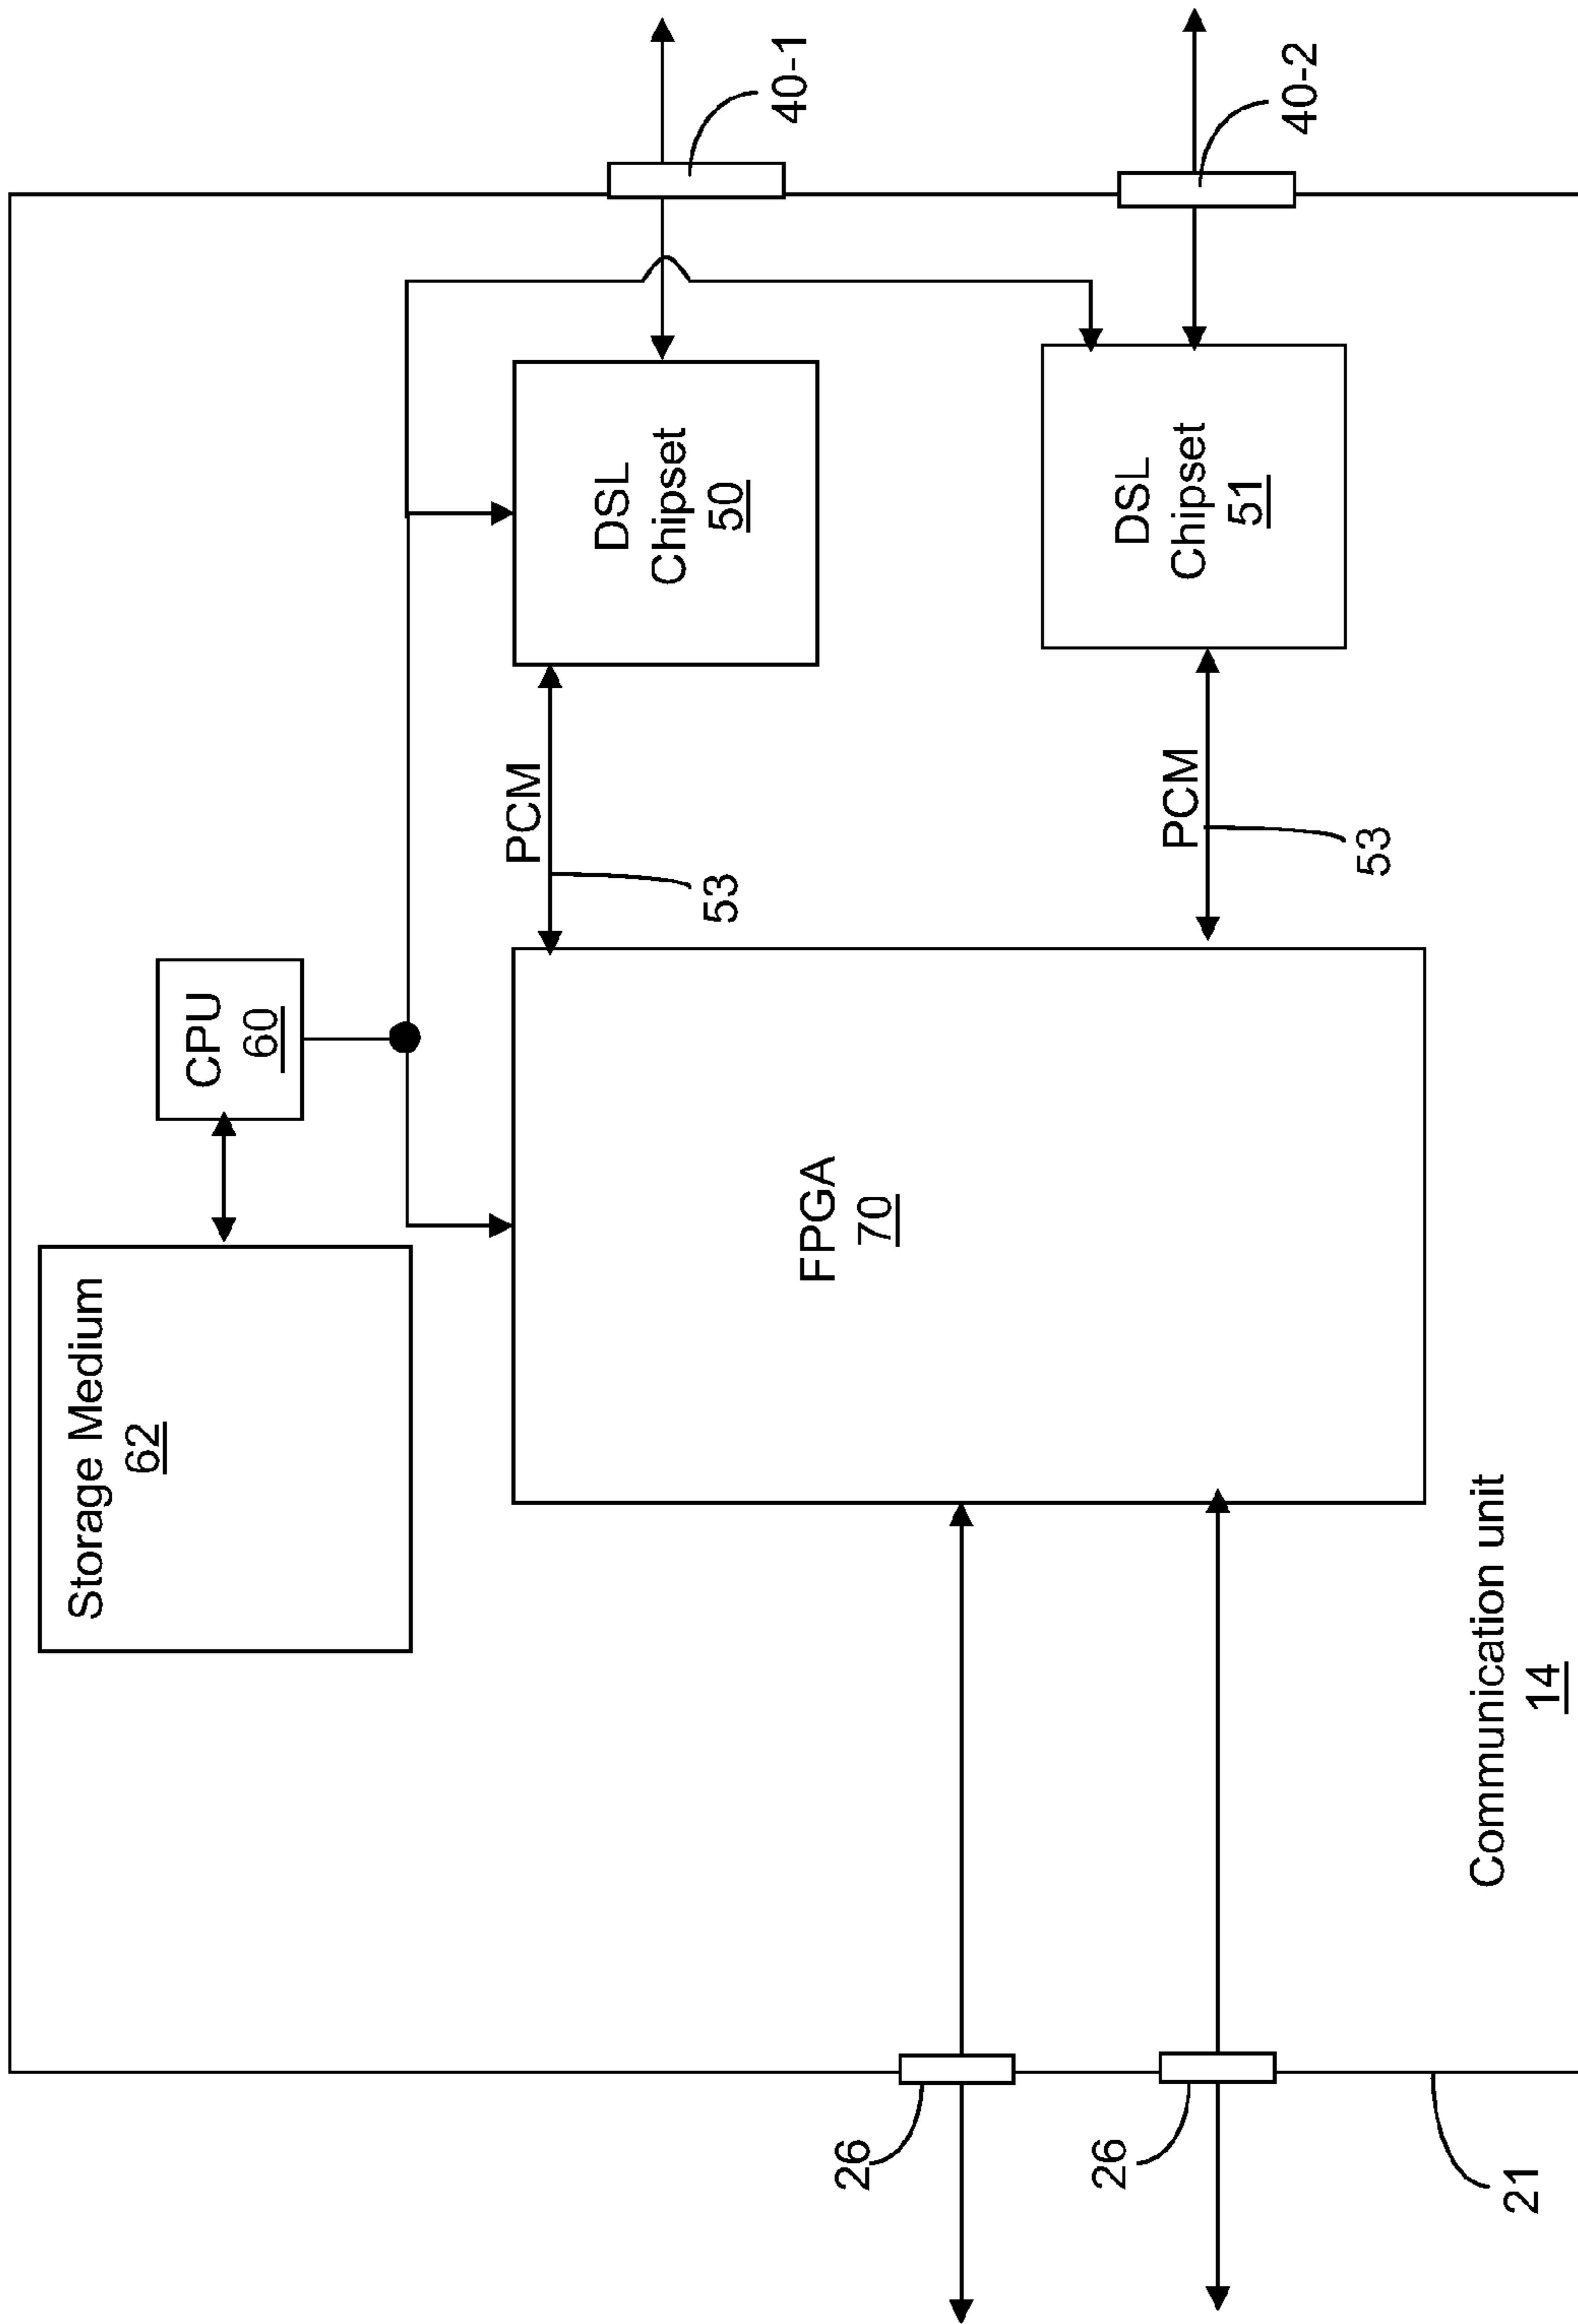 Storage Medium
62
CPU
60
PCM
53
DSL
Chipset
50
40-1
FPGA
70
PCM
53
DSL
Chipset
51
40-2
26
26
21
Communication unit
14